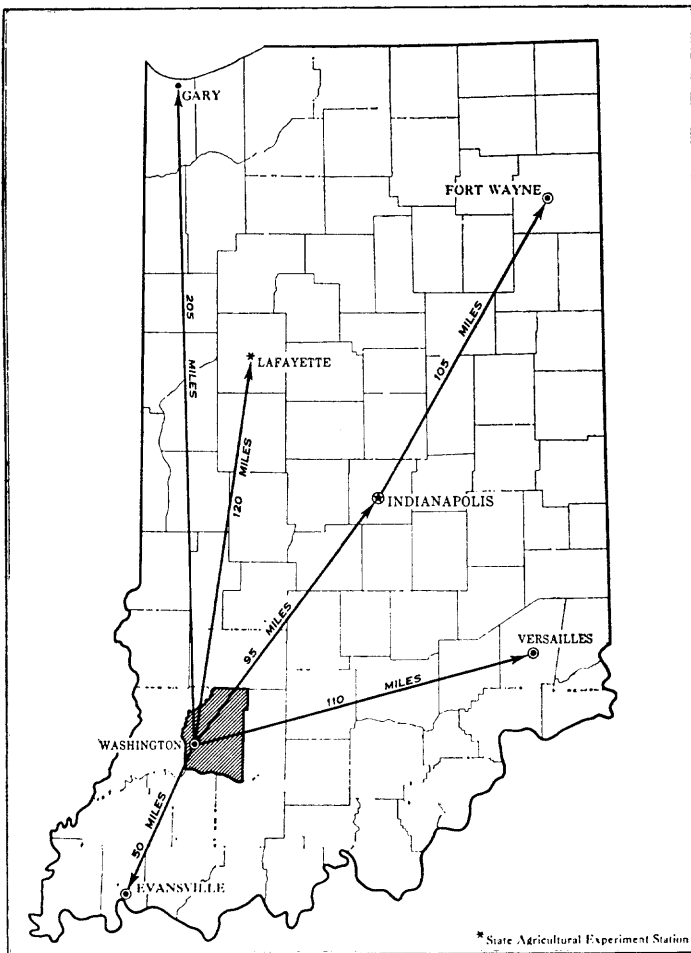 GARY
FORT WAYNE
205 MILES
105 MILES
* LAFAYETTE
120 MILES
INDIANAPOLIS
95 MILES
VERSAILLES
110 MILES
WASHINGTON
50 MILES
EVANSVILLE
* State Agricultural Experiment Station